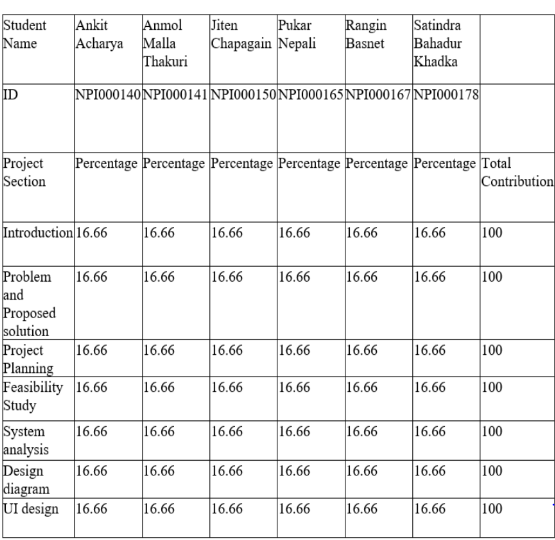 Student Name Ankit Acharya Anmol Malla Thakuri Jiten Chapagain Pukar Nepali Rangin Basnet Satindra Bahadur Khadka
ID NPI000140 NPI000141 NPI000150 NPI000165 NPI000167 NPI000178
Project Section Percentage Percentage Percentage Percentage Percentage Percentage Total Contribution
Introduction 16.66 16.66 16.66 16.66 16.66 16.66 100
Problem and Proposed solution 16.66 16.66 16.66 16.66 16.66 16.66 100
Project Planning 16.66 16.66 16.66 16.66 16.66 16.66 100
Feasibility Study 16.66 16.66 16.66 16.66 16.66 16.66 100
System analysis 16.66 16.66 16.66 16.66 16.66 16.66 100
Design diagram 16.66 16.66 16.66 16.66 16.66 16.66 100
UI design 16.66 16.66 16.66 16.66 16.66 16.66 100